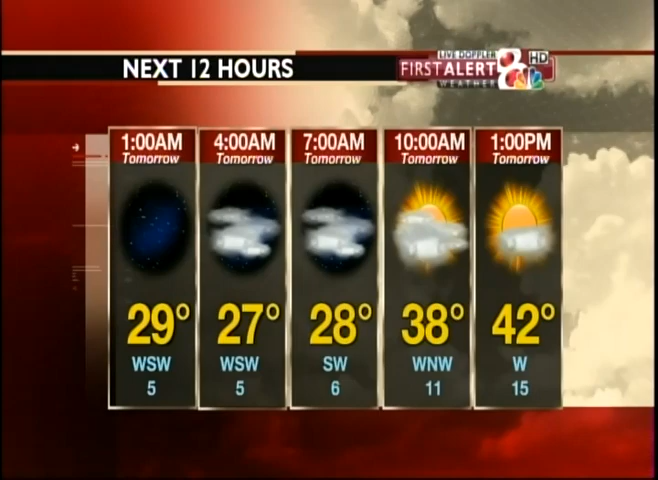 NEXT 12 HOURS
LIVE DOPPLER 8 HD
FIRST ALERT
WEATHER
1:00AM 4:00AM 7:00AM 10:00AM 1:00PM
Tomorrow Tomorrow Tomorrow Tomorrow Tomorrow
29° 27° 28° 38° 42°
WSW WSW SW WNW W
5 5 6 11 15